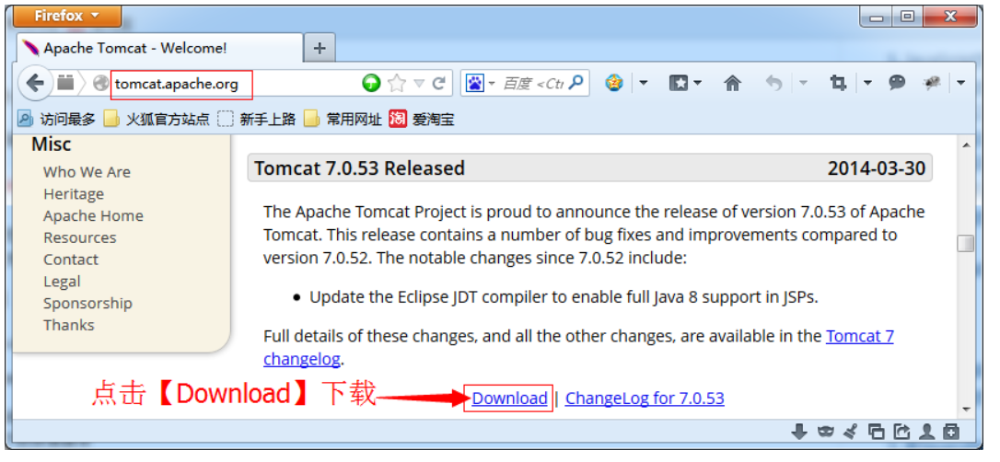 Firefox
Apache Tomcat - Welcome!
tomcat.apache.org
百度 <Ctr
访问最多 火狐官方站点 新手上路 常用网址 淘 爱淘宝
Misc
Who We Are
Heritage
Apache Home
Resources
Contact
Legal
Sponsorship
Thanks
Tomcat 7.0.53 Released 2014-03-30
The Apache Tomcat Project is proud to announce the release of version 7.0.53 of Apache
Tomcat. This release contains a number of bug fixes and improvements compared to
version 7.0.52. The notable changes since 7.0.52 include:
• Update the Eclipse JDT compiler to enable full Java 8 support in JSPs.
Full details of these changes, and all the other changes, are available in the Tomcat 7
changelog.
点击【Download】下载 Download | ChangeLog for 7.0.53